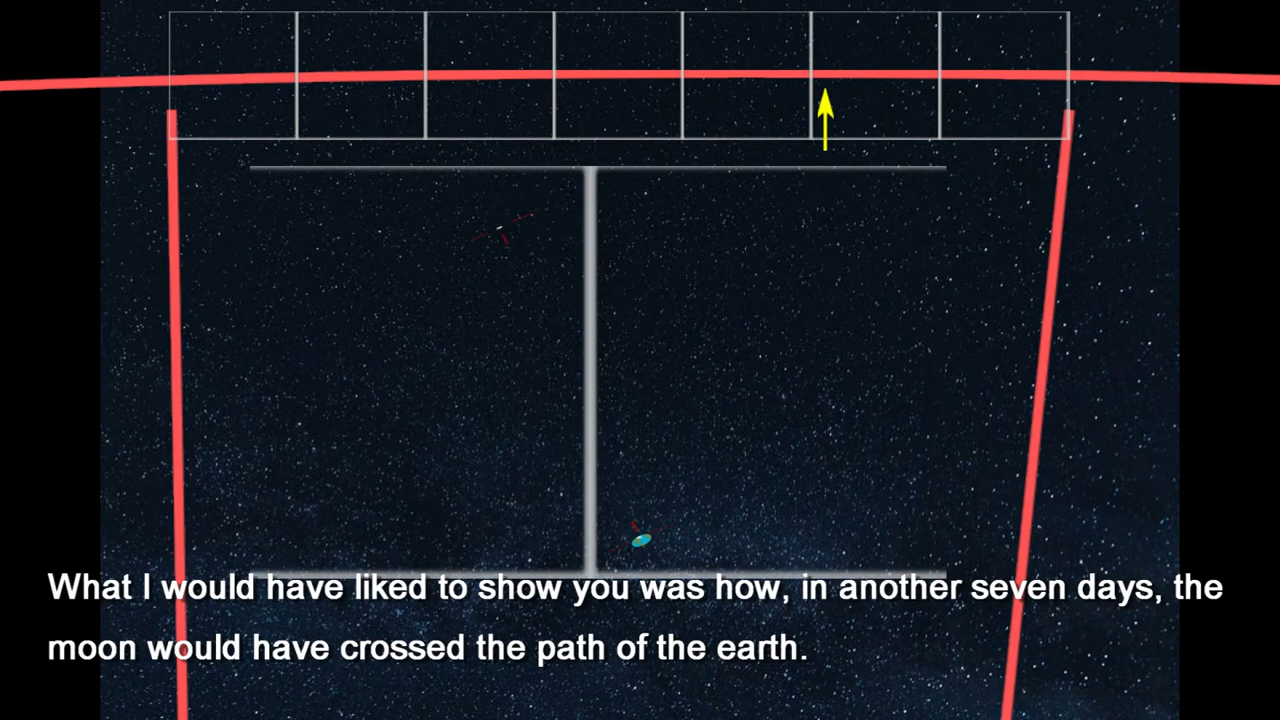 What I would have liked to show you was how, in another seven days, the
moon would have crossed the path of the earth.